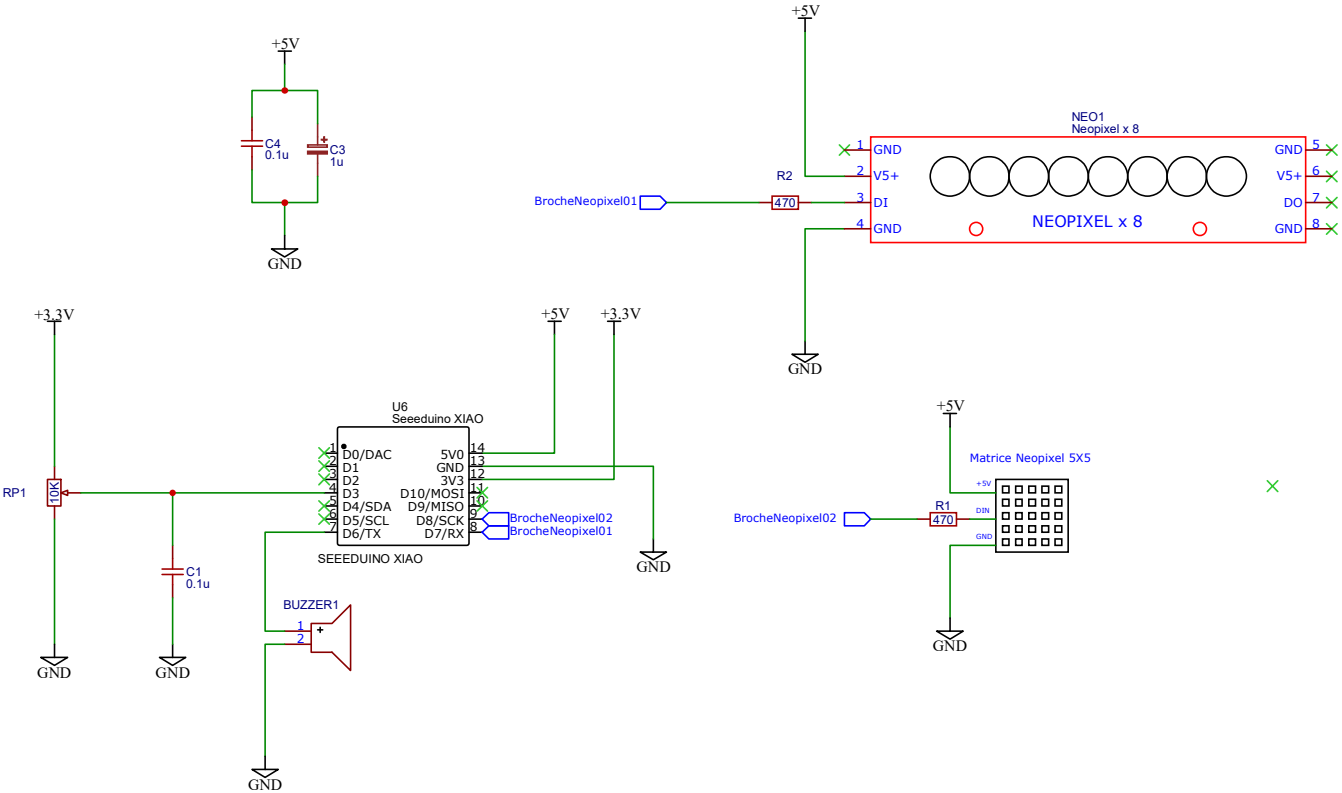 +5V
C4
0.1u
C3
1u
GND
+5V
NEO1
Neopixel x 8
1 GND
2 V5+
3 DI
4 GND
GND 5
V5+ 6
DO 7
GND 8
NEOPIXEL x 8
R2
470
BrocheNeopixel01
GND
+3.3V
RP1
10K
GND
C1
0.1u
GND
+5V
+3.3V
U6
Seeeduino XIAO
1 D0/DAC
2 D1
3 D2
4 D3
5 D4/SDA
6 D5/SCL
7 D6/TX
5V0 14
GND 13
3V3 12
D10/MOSI 11
D9/MISO 10
D8/SCK 9
D7/RX 8
BrocheNeopixel02
BrocheNeopixel01
SEEEDUINO XIAO
GND
BUZZER1
1 +
2
GND
+5V
Matrice Neopixel 5X5
+5V
DIN
GND
R1
470
BrocheNeopixel02
GND